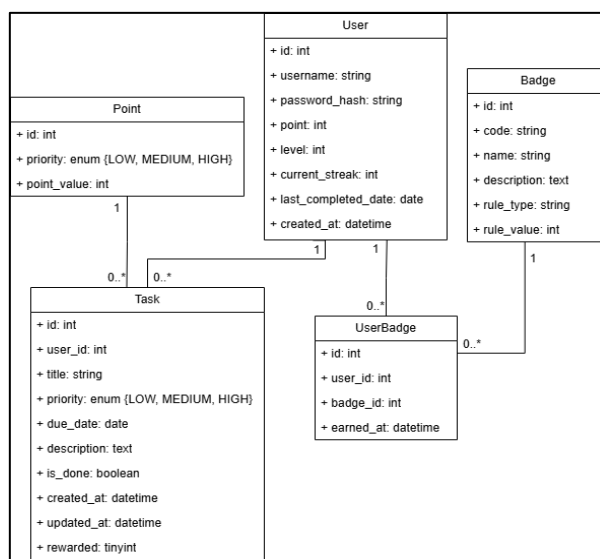 User
+ id: int
+ username: string
+ password_hash: string
+ point: int
+ level: int
+ current_streak: int
+ last_completed_date: date
+ created_at: datetime
Badge
+ id: int
+ code: string
+ name: string
+ description: text
+ rule_type: string
+ rule_value: int
Point
+ id: int
+ priority: enum {LOW, MEDIUM, HIGH}
+ point_value: int
1
1
1
1
0..*
0..*
0..*
0..*
Task
+ id: int
+ user_id: int
+ title: string
+ priority: enum {LOW, MEDIUM, HIGH}
+ due_date: date
+ description: text
+ is_done: boolean
+ created_at: datetime
+ updated_at: datetime
+ rewarded: tinyint
UserBadge
+ id: int
+ user_id: int
+ badge_id: int
+ earned_at: datetime